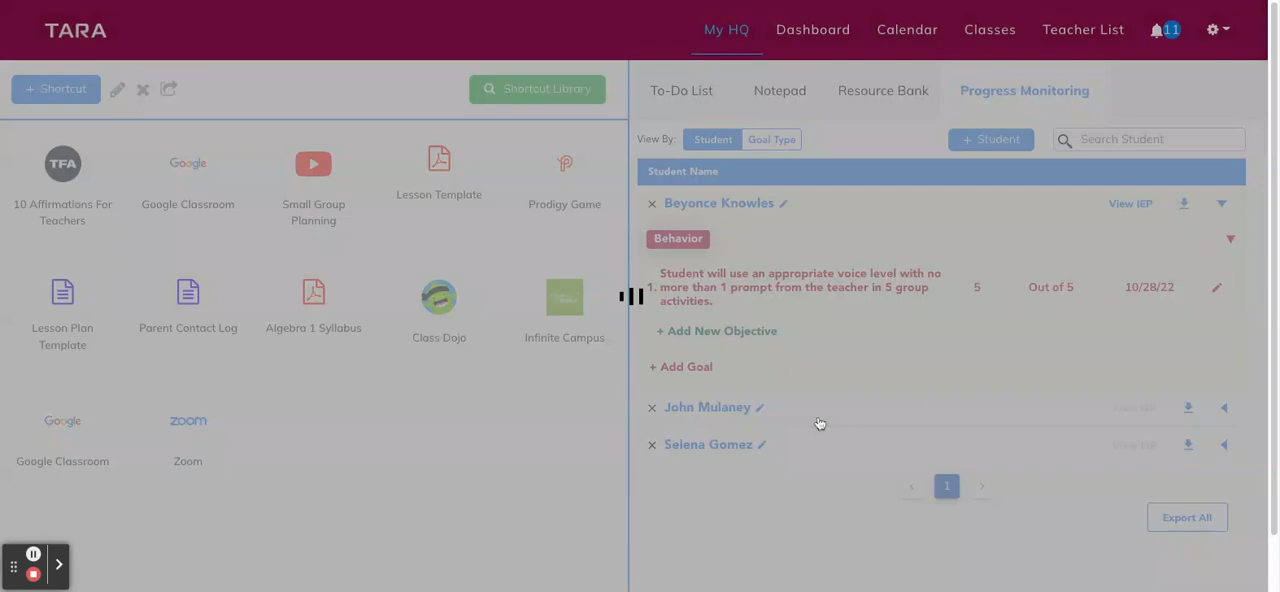 TARA
My HQ
Dashboard
Calendar
Classes
Teacher List
11
+ Shortcut
Shortcut Library
To-Do List
Notepad
Resource Bank
Progress Monitoring
View By:
Student
Goal Type
+ Student
Search Student
Student Name
TFA
10 Affirmations For
Teachers
Google
Google Classroom
Small Group
Planning
Lesson Template
Prodigy Game
Lesson Plan
Template
Parent Contact Log
Algebra 1 Syllabus
Class Dojo
Infinite Campus
Google
Google Classroom
zoom
Zoom
Beyonce Knowles
View IEP
Behavior
1.
Student will use an appropriate voice level with no
more than 1 prompt from the teacher in 5 group
activities.
5
Out of 5
10/28/22
+ Add New Objective
+ Add Goal
John Mulaney
View IEP
Selena Gomez
View IEP
1
Export All